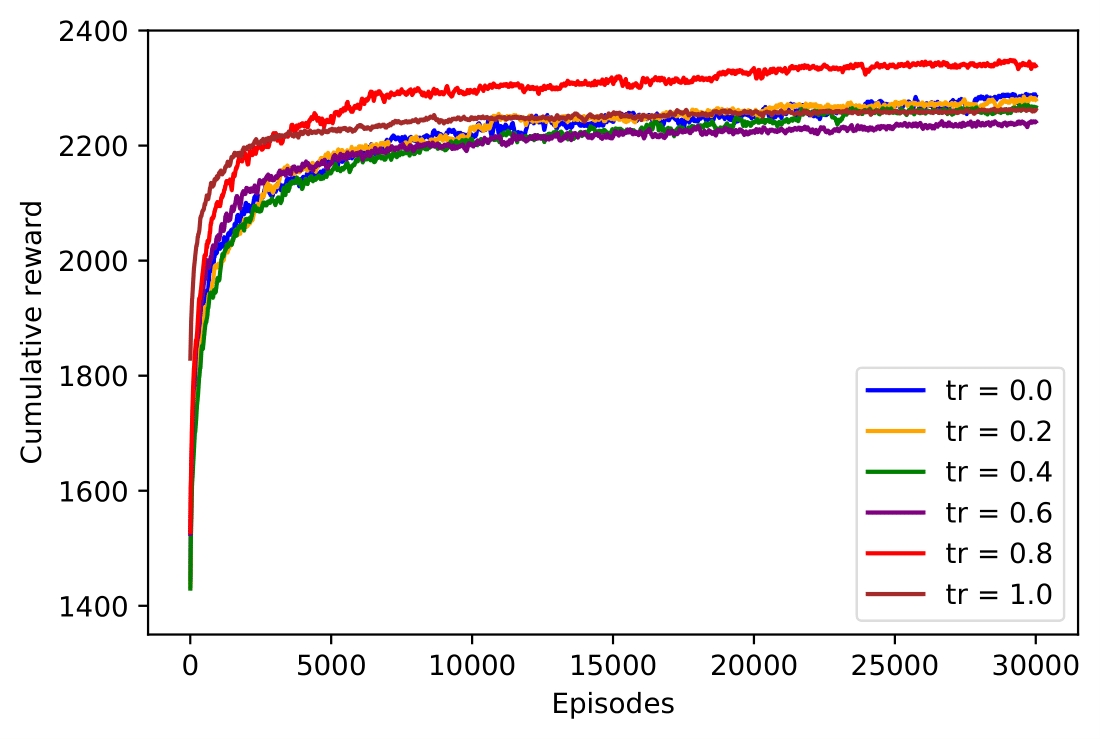 2400
2200
2000
1800
1600
1400
Cumulative reward
0 5000 10000 15000 20000 25000 30000
Episodes
tr = 0.0
tr = 0.2
tr = 0.4
tr = 0.6
tr = 0.8
tr = 1.0